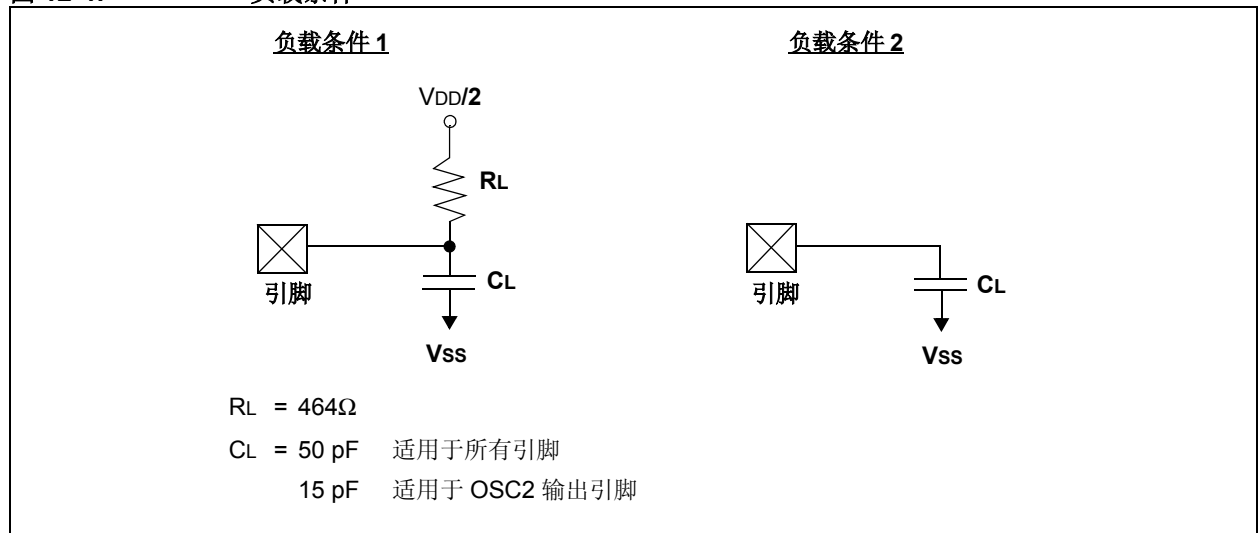 负载条件 1
负载条件 2
VDD/2
RL
引脚
CL
VSS
引脚
CL
VSS
RL = 464Ω
CL = 50 pF 适用于所有引脚
15 pF 适用于 OSC2 输出引脚